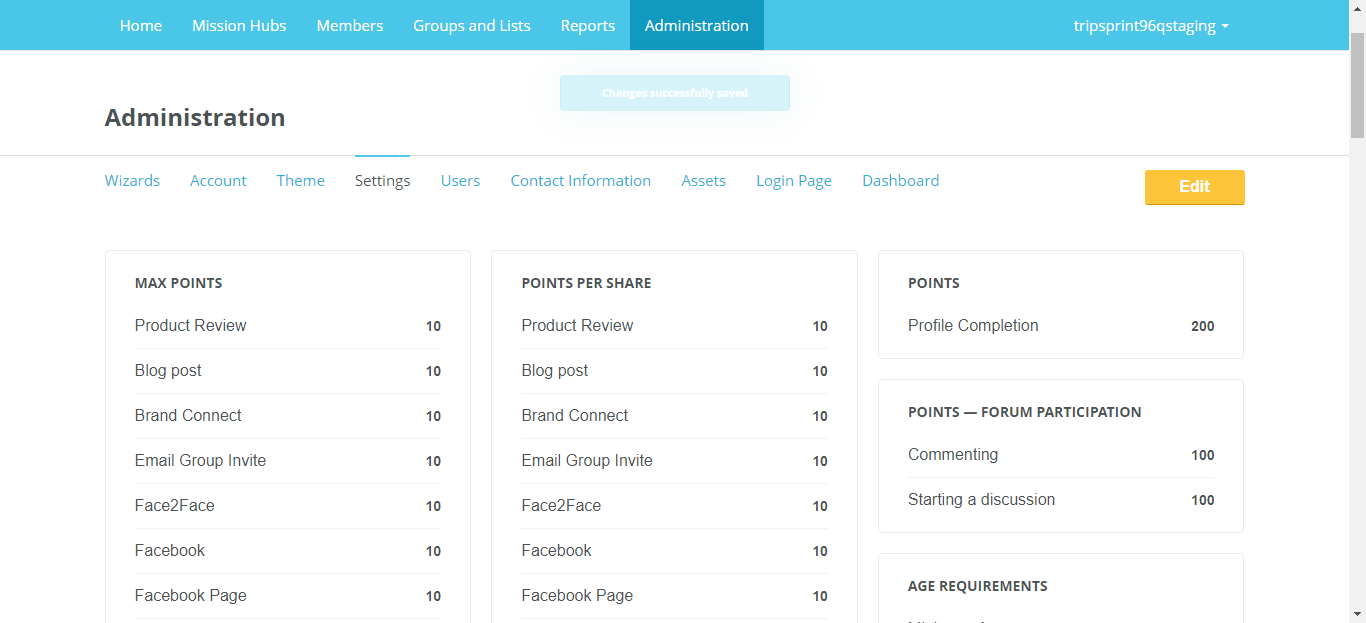 Home Mission Hubs Members Groups and Lists Reports Administration tripsprint96qstaging
Changes successfully saved
Administration
Wizards Account Theme Settings Users Contact Information Assets Login Page Dashboard
Edit
MAX POINTS
Product Review 10
Blog post 10
Brand Connect 10
Email Group Invite 10
Face2Face 10
Facebook 10
Facebook Page 10
POINTS PER SHARE
Product Review 10
Blog post 10
Brand Connect 10
Email Group Invite 10
Face2Face 10
Facebook 10
Facebook Page 10
POINTS
Profile Completion 200
POINTS — FORUM PARTICIPATION
Commenting 100
Starting a discussion 100
AGE REQUIREMENTS